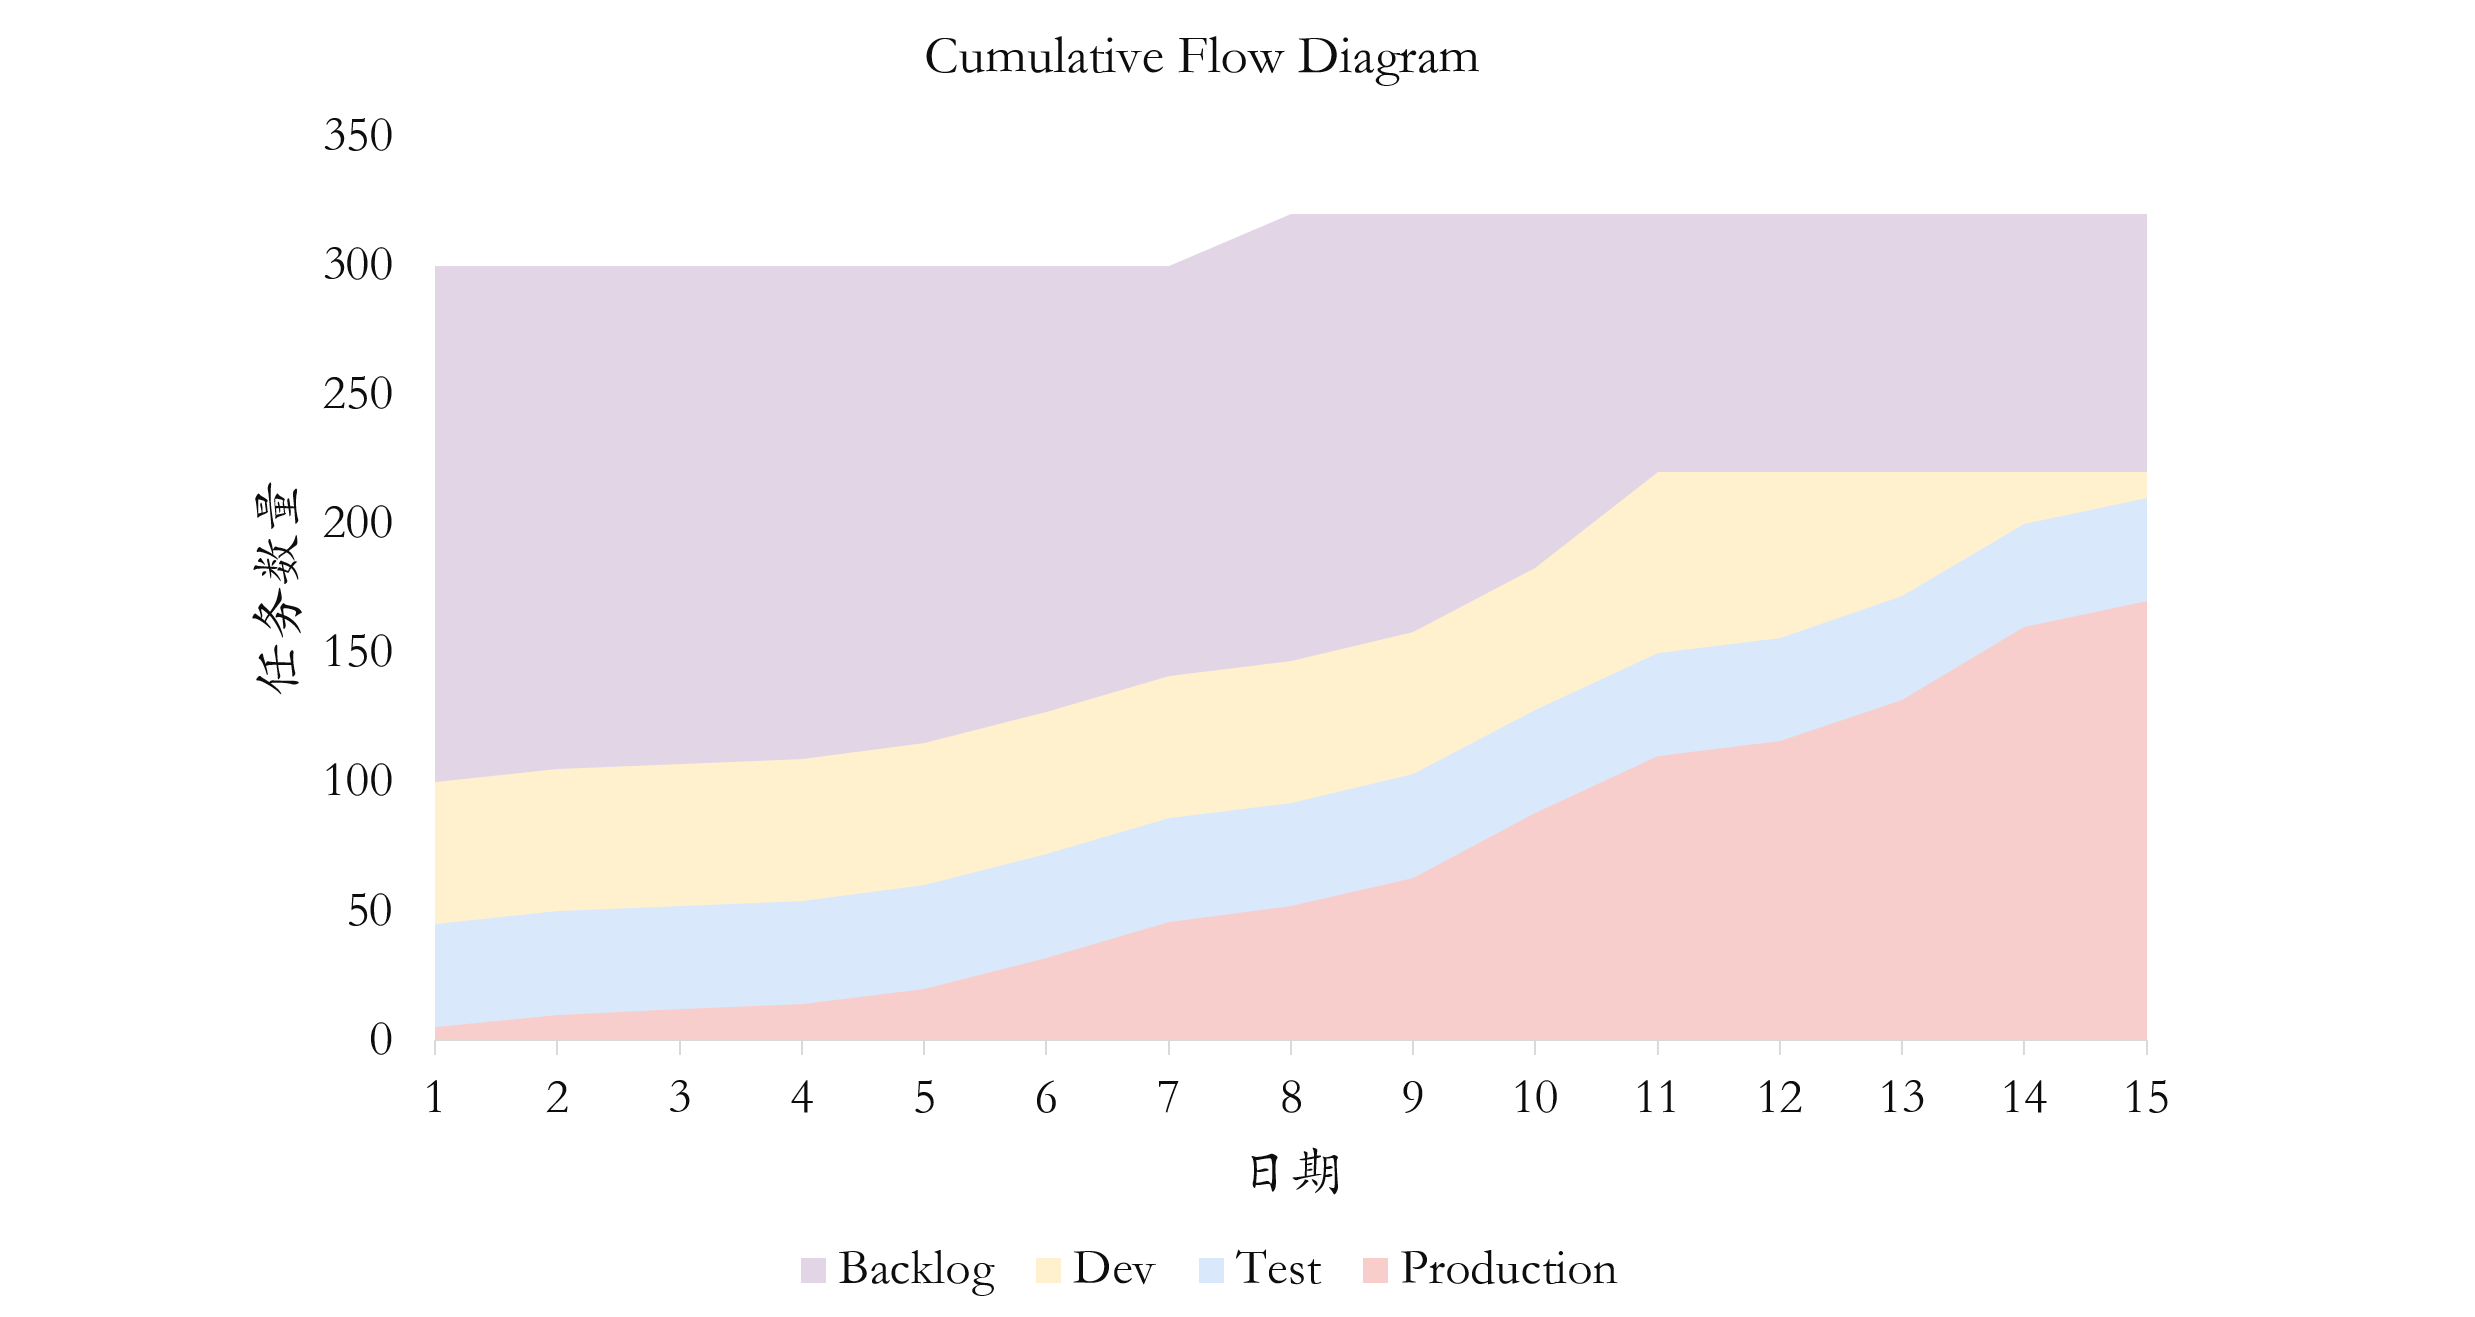 Cumulative Flow Diagram
350
300
250
200
150
100
50
0
任务数量
1 2 3 4 5 6 7 8 9 10 11 12 13 14 15
日期
Backlog Dev Test Production